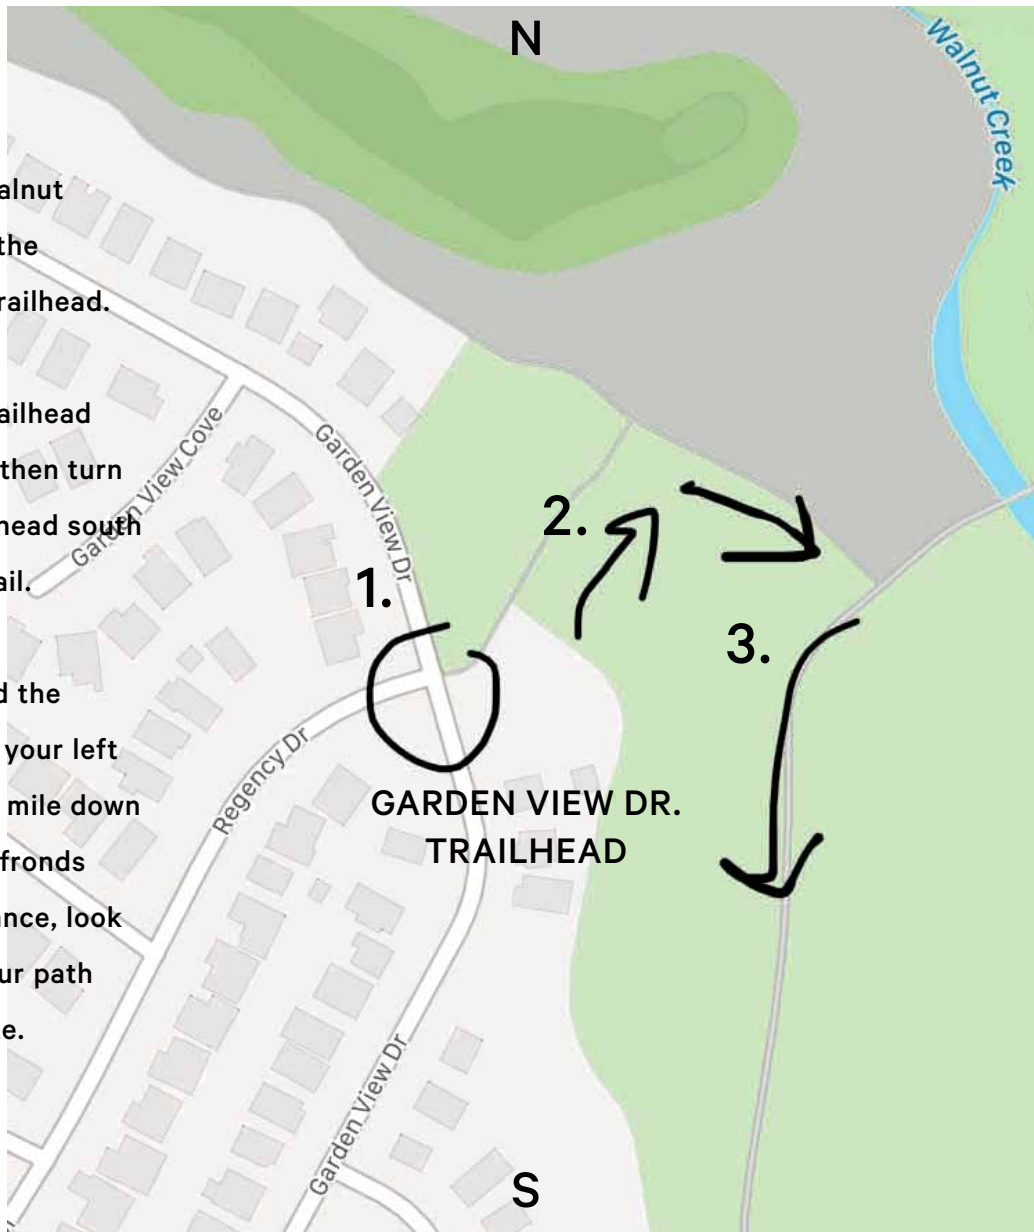 N
Walnut Creek
alnut
the
railhead.
ailhead
then turn
head south
ail.
d the
your left
mile down
fronds
ance, look
ur path
e.
Garden View Cove
Garden View Dr
1.
2.
3.
Regency Dr
GARDEN VIEW DR.
TRAILHEAD
Garden View Dr
S